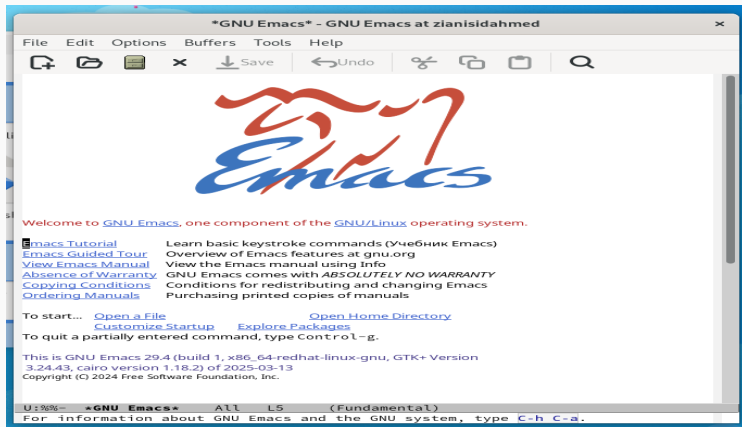 *GNU Emacs* - GNU Emacs at zianisidahmed
File Edit Options Buffers Tools Help
Save Undo
Emacs
Welcome to GNU Emacs, one component of the GNU/Linux operating system.
Emacs Tutorial Learn basic keystroke commands (Учебник Emacs)
Emacs Guided Tour Overview of Emacs features at gnu.org
View Emacs Manual View the Emacs manual using Info
Absence of Warranty GNU Emacs comes with ABSOLUTELY NO WARRANTY
Copying Conditions Conditions for redistributing and changing Emacs
Ordering Manuals Purchasing printed copies of manuals
To start... Open a File Open Home Directory
Customize Startup Explore Packages
To quit a partially entered command, type Control-g.
This is GNU Emacs 29.4 (build 1, x86_64-redhat-linux-gnu, GTK+ Version
3.24.43, cairo version 1.18.2) of 2025-03-13
Copyright (C) 2024 Free Software Foundation, Inc.
U:%%- *GNU Emacs* All L5 (Fundamental)
For information about GNU Emacs and the GNU system, type C-h C-a.